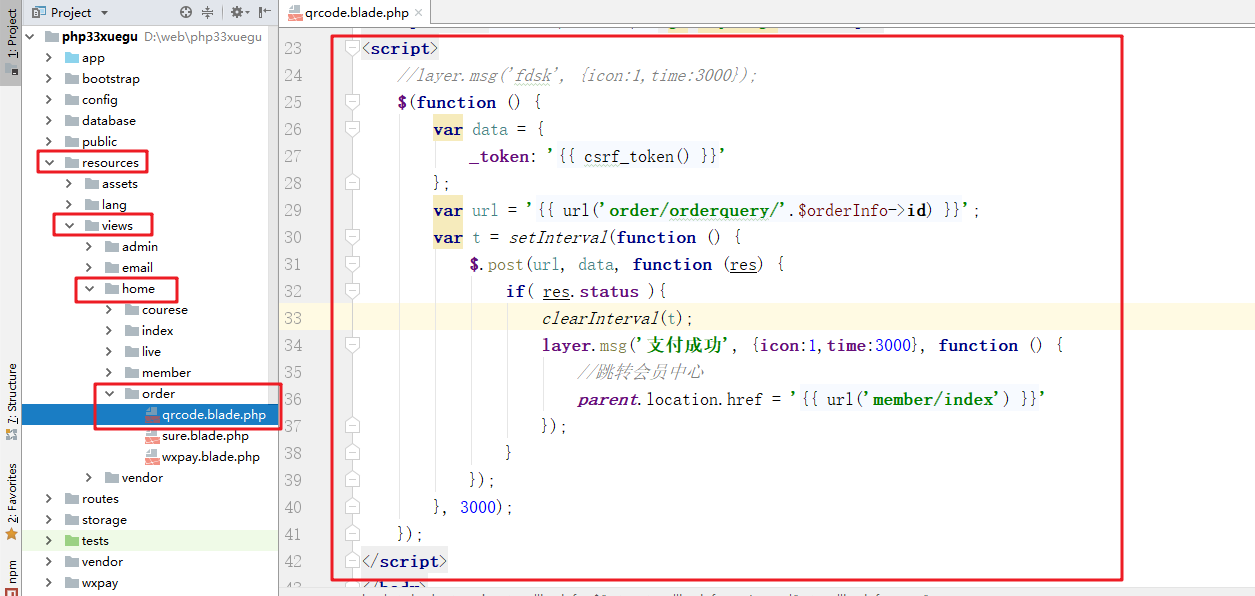 Project
qrcode.blade.php
1: Project
7: Structure
2: Favorites
npm
php33xuegu D:\web\php33xuegu
app
bootstrap
config
database
public
resources
assets
lang
views
admin
email
home
courese
index
live
member
order
qrcode.blade.php
sure.blade.php
wxpay.blade.php
vendor
routes
storage
tests
vendor
wxpay
23 <script>
24 //layer.msg('fdsk', {icon:1,time:3000});
25 $(function () {
26 var data = {
27 _token: '{{ csrf_token() }}'
28 };
29 var url = '{{ url('order/orderquery/'.$orderInfo->id) }}';
30 var t = setInterval(function () {
31 $.post(url, data, function (res) {
32 if( res.status ){
33 clearInterval(t);
34 layer.msg('支付成功', {icon:1,time:3000}, function () {
35 //跳转会员中心
36 parent.location.href = '{{ url('member/index') }}'
37 });
38 }
39 });
40 }, 3000);
41 });
42 </script>
43 </body>